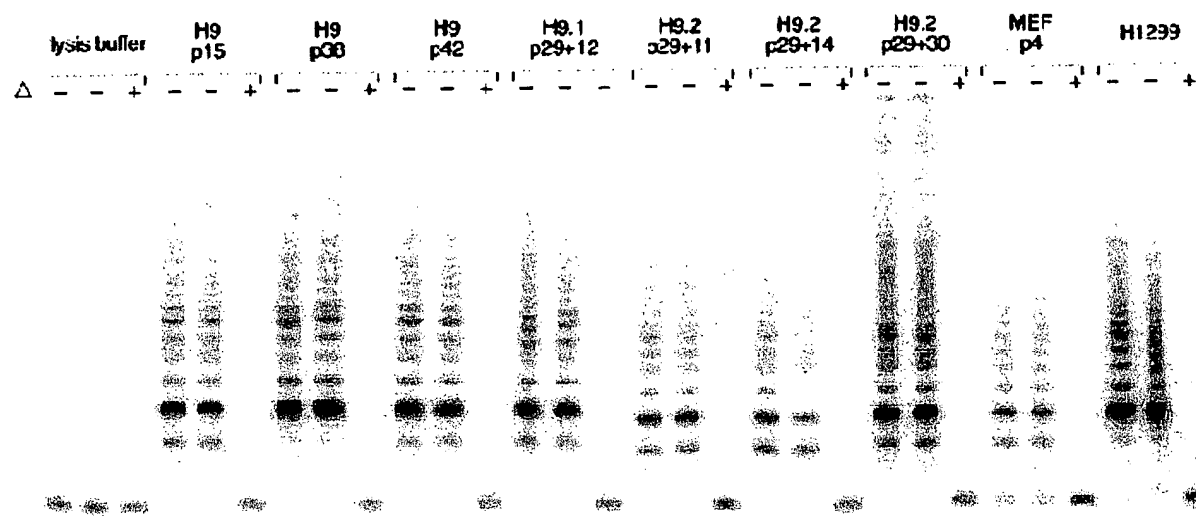 lysis buffer H9 H9 H9 H9.1 H9.2 H9.2 H9.2 MEF H1299
p15 p38 p42 p29+12 p29+11 p29+14 p29+30 p4
Δ - - + - - + - - + - - + - - - - - + - - + - - + - - + - - +